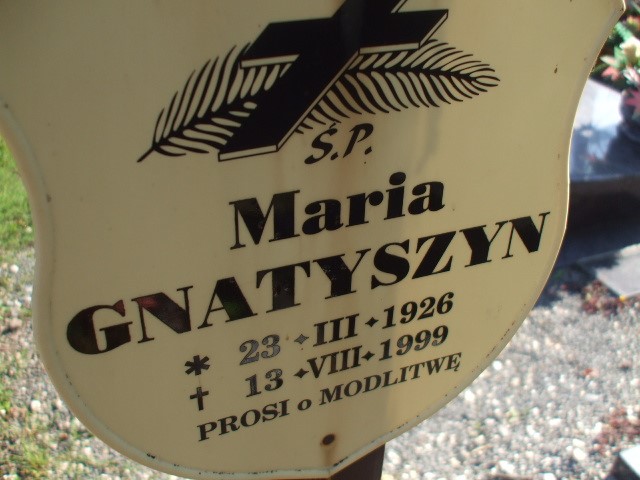 Ś.P.
Maria
GNATYSZYN
* 23 ✦ III ✦ 1926
† 13 ✦ VIII ✦ 1999
PROSI o MODLITWĘ